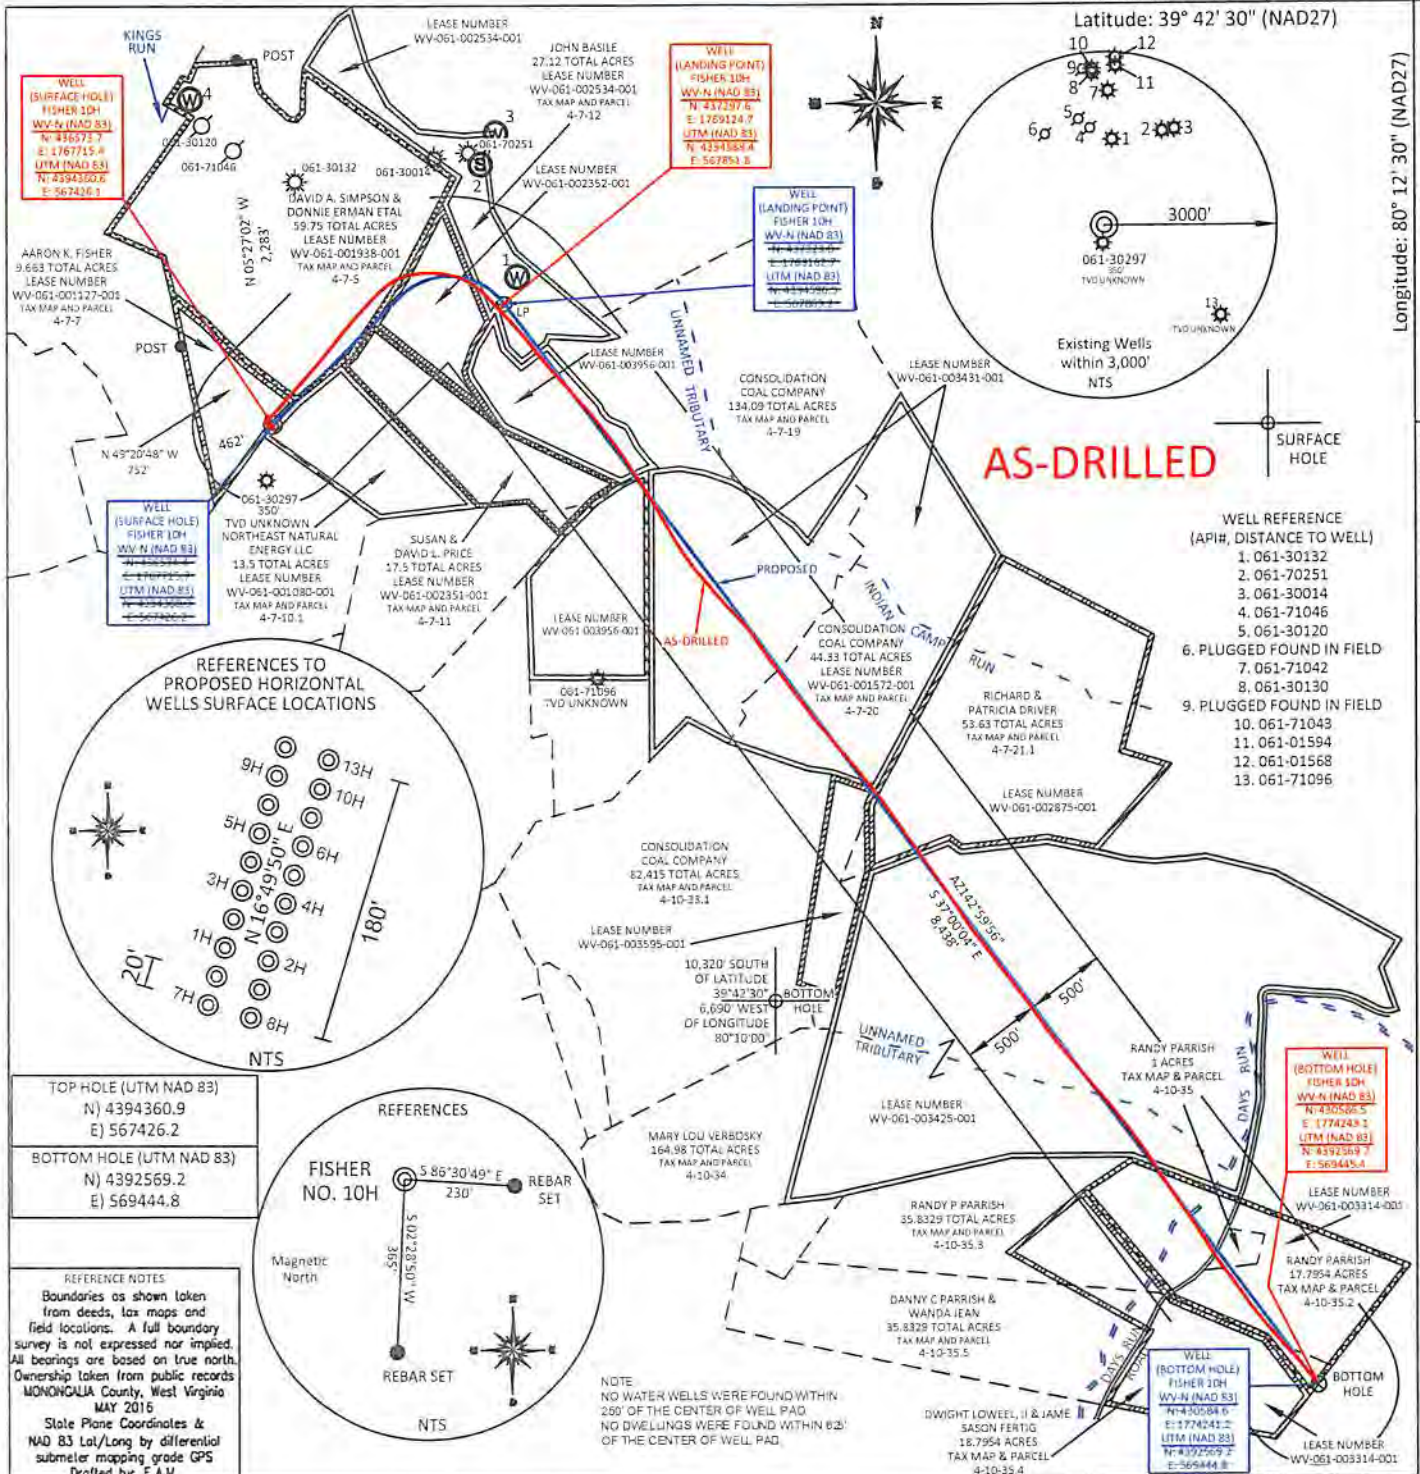 Latitude: 39° 42' 30" (NAD27)
Longitude: 80° 12' 30" (NAD27)
KINGS
RUN
POST
LEASE NUMBER
WV-061-002534-001
JOHN BASILE
27.12 TOTAL ACRES
LEASE NUMBER
WV-061-002534-001
TAX MAP AND PARCEL
4-7-12
WELL
(SURFACE HOLE)
FISHER 10H
WV-N (NAD 83)
N: 436573.7
E: 1767715.4
UTM (NAD 83)
N: 4394360.6
E: 567426.1
WELL
(LANDING POINT)
FISHER 10H
WV-N (NAD 83)
N: 437297.6
E: 1769124.7
UTM (NAD 83)
N: 4394588.4
E: 567851.8
W 4
061-30120
061-71046
061-30132
061-30014
W 3
061-70251
S
2
LEASE NUMBER
WV-061-002352-001
DAVID A. SIMPSON &
DONNIE ERMAN ETAL
59.75 TOTAL ACRES
LEASE NUMBER
WV-061-001938-001
TAX MAP AND PARCEL
4-7-5
N 05°27'02" W
2,283'
WELL
(LANDING POINT)
FISHER 10H
WV-N (NAD 83)
UTM (NAD 83)
AARON K. FISHER
9.663 TOTAL ACRES
LEASE NUMBER
WV-061-001127-001
TAX MAP AND PARCEL
4-7-7
POST
1
W
LP
UNNAMED TRIBUTARY
10
12
9
8
11
7
5
6
4
1
2
3
3000'
061-30297
350'
TVD UNKNOWN
13
TVD UNKNOWN
Existing Wells
within 3,000'
NTS
LEASE NUMBER
WV-061-003956-001
LEASE NUMBER
WV-061-003431-001
CONSOLIDATION
COAL COMPANY
134.09 TOTAL ACRES
TAX MAP AND PARCEL
4-7-19
AS-DRILLED
SURFACE
HOLE
N 49°20'48" W
752'
462'
061-30297
350'
TVD UNKNOWN
NORTHEAST NATURAL
ENERGY LLC
13.5 TOTAL ACRES
LEASE NUMBER
WV-061-001080-001
TAX MAP AND PARCEL
4-7-10.1
WELL
(SURFACE HOLE)
FISHER 10H
WV-N (NAD 83)
UTM (NAD 83)
SUSAN &
DAVID L. PRICE
17.5 TOTAL ACRES
LEASE NUMBER
WV-061-002351-001
TAX MAP AND PARCEL
4-7-11
WELL REFERENCE
(API#, DISTANCE TO WELL)
1. 061-30132
2. 061-70251
3. 061-30014
4. 061-71046
5. 061-30120
6. PLUGGED FOUND IN FIELD
7. 061-71042
8. 061-30130
9. PLUGGED FOUND IN FIELD
10. 061-71043
11. 061-01594
12. 061-01568
13. 061-71096
PROPOSED
AS-DRILLED
LEASE NUMBER
WV-061-003956-001
061-71096
TVD UNKNOWN
INDIAN CAMP RUN
CONSOLIDATION
COAL COMPANY
44.33 TOTAL ACRES
LEASE NUMBER
WV-061-001572-001
TAX MAP AND PARCEL
4-7-20
RICHARD &
PATRICIA DRIVER
53.63 TOTAL ACRES
TAX MAP AND PARCEL
4-7-21.1
LEASE NUMBER
WV-061-002875-001
REFERENCES TO
PROPOSED HORIZONTAL
WELLS SURFACE LOCATIONS
9H
13H
10H
5H
6H
3H
4H
1H
2H
7H
8H
N 16°49'50" E
180'
20'
NTS
CONSOLIDATION
COAL COMPANY
82.415 TOTAL ACRES
TAX MAP AND PARCEL
4-10-33.1
LEASE NUMBER
WV-061-003595-001
10,320' SOUTH
OF LATITUDE
39°42'30"
6,690' WEST
OF LONGITUDE
80°10'00"
BOTTOM
HOLE
AZ142°59'56"
S 37°00'04" E
8,438'
500'
500'
UNNAMED
TRIBUTARY
LEASE NUMBER
WV-061-003425-001
RANDY PARRISH
1 ACRES
TAX MAP & PARCEL
4-10-35
DAYS RUN
WELL
(BOTTOM HOLE)
WV-N (NAD 83)
N: 430586.5
E: 1774243.1
UTM (NAD 83)
N: 4392569.7
E: 569445.4
TOP HOLE (UTM NAD 83)
N) 4394360.9
E) 567426.2
BOTTOM HOLE (UTM NAD 83)
N) 4392569.2
E) 569444.8
REFERENCES
FISHER
NO. 10H
S 86°30'49" E
230'
REBAR
SET
S 02°28'50" W
365'
Magnetic
North
REBAR SET
NTS
MARY LOU VERBOSKY
164.98 TOTAL ACRES
TAX MAP AND PARCEL
4-10-34
RANDY P PARRISH
35.8329 TOTAL ACRES
TAX MAP AND PARCEL
4-10-35.3
LEASE NUMBER
WV-061-003314-001
RANDY PARRISH
17.7954 ACRES
TAX MAP & PARCEL
4-10-35.2
DANNY C PARRISH &
WANDA JEAN
35.8329 TOTAL ACRES
TAX MAP AND PARCEL
4-10-35.5
DAYS RUN
ROAD
WELL
(BOTTOM HOLE)
FISHER 10H
WV-N (NAD 83)
N: 430584.6
E: 1774241.2
UTM (NAD 83)
N: 4392569.2
E: 569444.8
BOTTOM
HOLE
LEASE NUMBER
WV-061-003314-001
DWIGHT LOWEEL, II & JAME
SASON FERTIG
18.7954 ACRES
TAX MAP & PARCEL
4-10-35.4
NOTE
NO WATER WELLS WERE FOUND WITHIN
250' OF THE CENTER OF WELL PAD.
NO DWELLINGS WERE FOUND WITHIN 625'
OF THE CENTER OF WELL PAD.
REFERENCE NOTES
Boundaries as shown taken
from deeds, tax maps and
field locations. A full boundary
survey is not expressed nor implied.
All bearings are based on true north.
Ownership taken from public records
MONONGALIA County, West Virginia
MAY 2016
State Plane Coordinates &
NAD 83 Lat/Long by differential
submeter mapping grade GPS